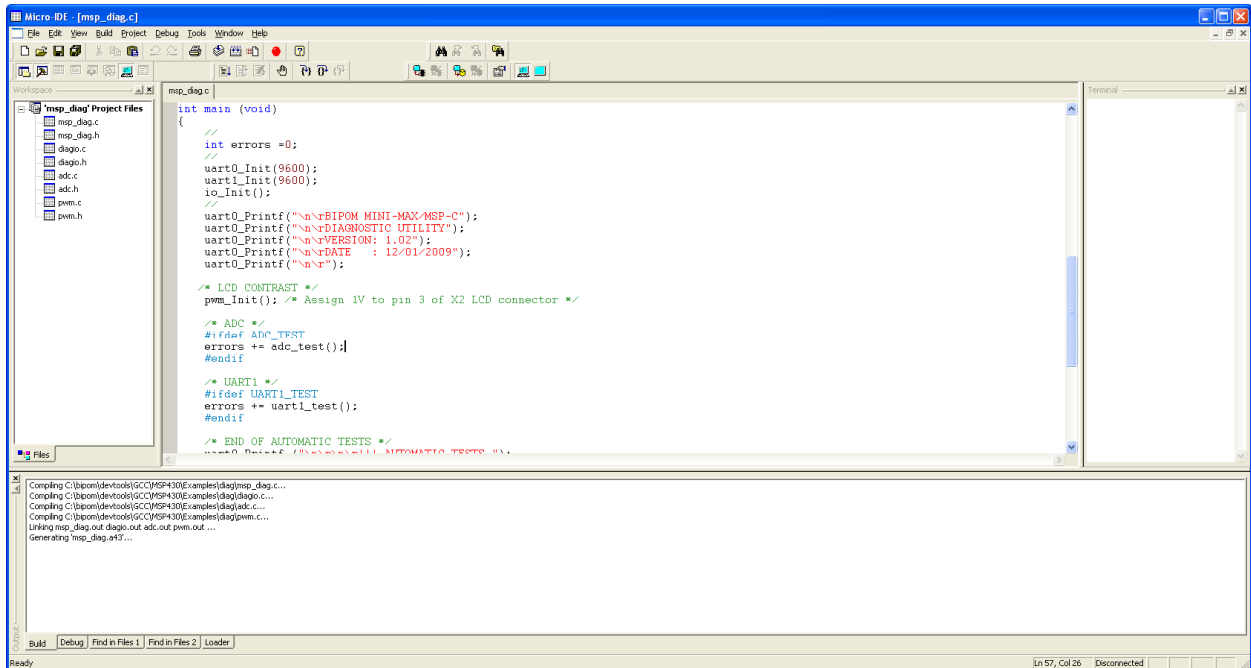 Micro-IDE - [msp_diag.c]
File Edit View Build Project Debug Tools Window Help
Workspace
'msp_diag' Project Files
msp_diag.c
msp_diag.h
diagio.c
diagio.h
adc.c
adc.h
pwm.c
pwm.h
Files
msp_diag.c
int main (void)
{
//
int errors =0;
//
uart0_Init(9600);
uart1_Init(9600);
io_Init();
//
uart0_Printf("\n\rBIPOM MINI-MAX/MSP-C");
uart0_Printf("\n\rDIAGNOSTIC UTILITY");
uart0_Printf("\n\rVERSION: 1.02");
uart0_Printf("\n\rDATE   : 12/01/2009");
uart0_Printf("\n\r");
/* LCD CONTRAST */
pwm_Init(); /* Assign 1V to pin 3 of X2 LCD connector */
/* ADC */
#ifdef ADC_TEST
errors += adc_test();
#endif
/* UART1 */
#ifdef UART1_TEST
errors += uart1_test();
#endif
/* END OF AUTOMATIC TESTS */
uart0_Printf ("\n\r\n\r!!! AUTOMATIC TESTS ");
Terminal
Compiling C:\bipom\devtools\GCC\MSP430\Examples\diag\msp_diag.c...
Compiling C:\bipom\devtools\GCC\MSP430\Examples\diag\diagio.c...
Compiling C:\bipom\devtools\GCC\MSP430\Examples\diag\adc.c...
Compiling C:\bipom\devtools\GCC\MSP430\Examples\diag\pwm.c...
Linking msp_diag.out diagio.out adc.out pwm.out ...
Generating 'msp_diag.a43'...
Output
Build Debug Find in Files 1 Find in Files 2 Loader
Ready Ln 57, Col 26 Disconnected